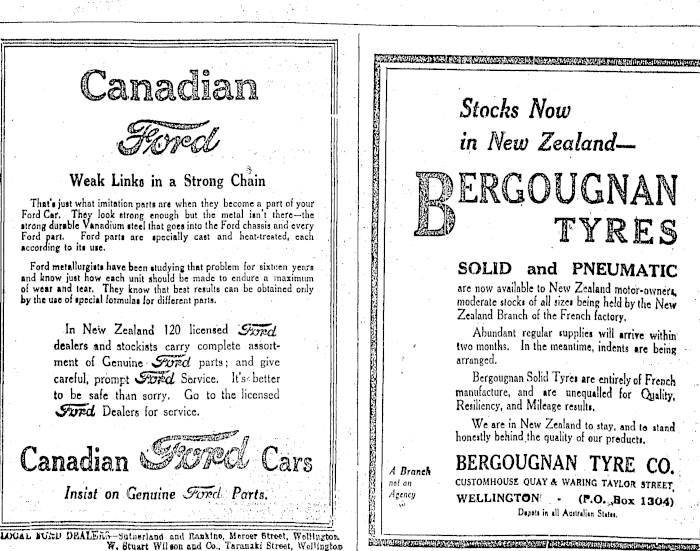 Canadian
Ford
Weak Links in a Strong Chain
That's just what imitation parts are when they become a part of your
Ford Car. They look strong enough but the metal isn't there—the
strong durable Vanadium steel that goes into the Ford chassis and every
Ford part. Ford parts are specially cast and heat-treated, each
according to its use.
Ford metallurgists have been studying that problem for sixteen years
and know just how each unit should be made to endure a maximum
of wear and tear. They know that best results can be obtained only
by the use of special formulas for different parts.
In New Zealand 120 licensed Ford
dealers and stockists carry complete assort-
ment of Genuine Ford parts; and give
careful, prompt Ford Service. It's better
to be safe than sorry. Go to the licensed
Ford Dealers for service.
Canadian Ford Cars
Insist on Genuine Ford Parts.
LOCAL FORD DEALERS—Sutherland and Rankine, Mercer Street, Wellington.
W. Stuart Wilson and Co., Taranaki Street, Wellington
Stocks Now
in New Zealand—
BERGOUGNAN
TYRES
SOLID and PNEUMATIC
are now available to New Zealand motor-owners,
moderate stocks of all sizes being held by the New
Zealand Branch of the French factory.
Abundant regular supplies will arrive within
two months. In the meantime, indents are being
arranged.
Bergougnan Solid Tyres are entirely of French
manufacture, and are unequalled for Quality,
Resiliency, and Mileage results.
We are in New Zealand to stay, and to stand
honestly behind the quality of our products.
A Branch
not an
Agency
BERGOUGNAN TYRE CO.
CUSTOMHOUSE QUAY & WARING TAYLOR STREET,
WELLINGTON - (P.O. Box 1304)
Depots in all Australian States.